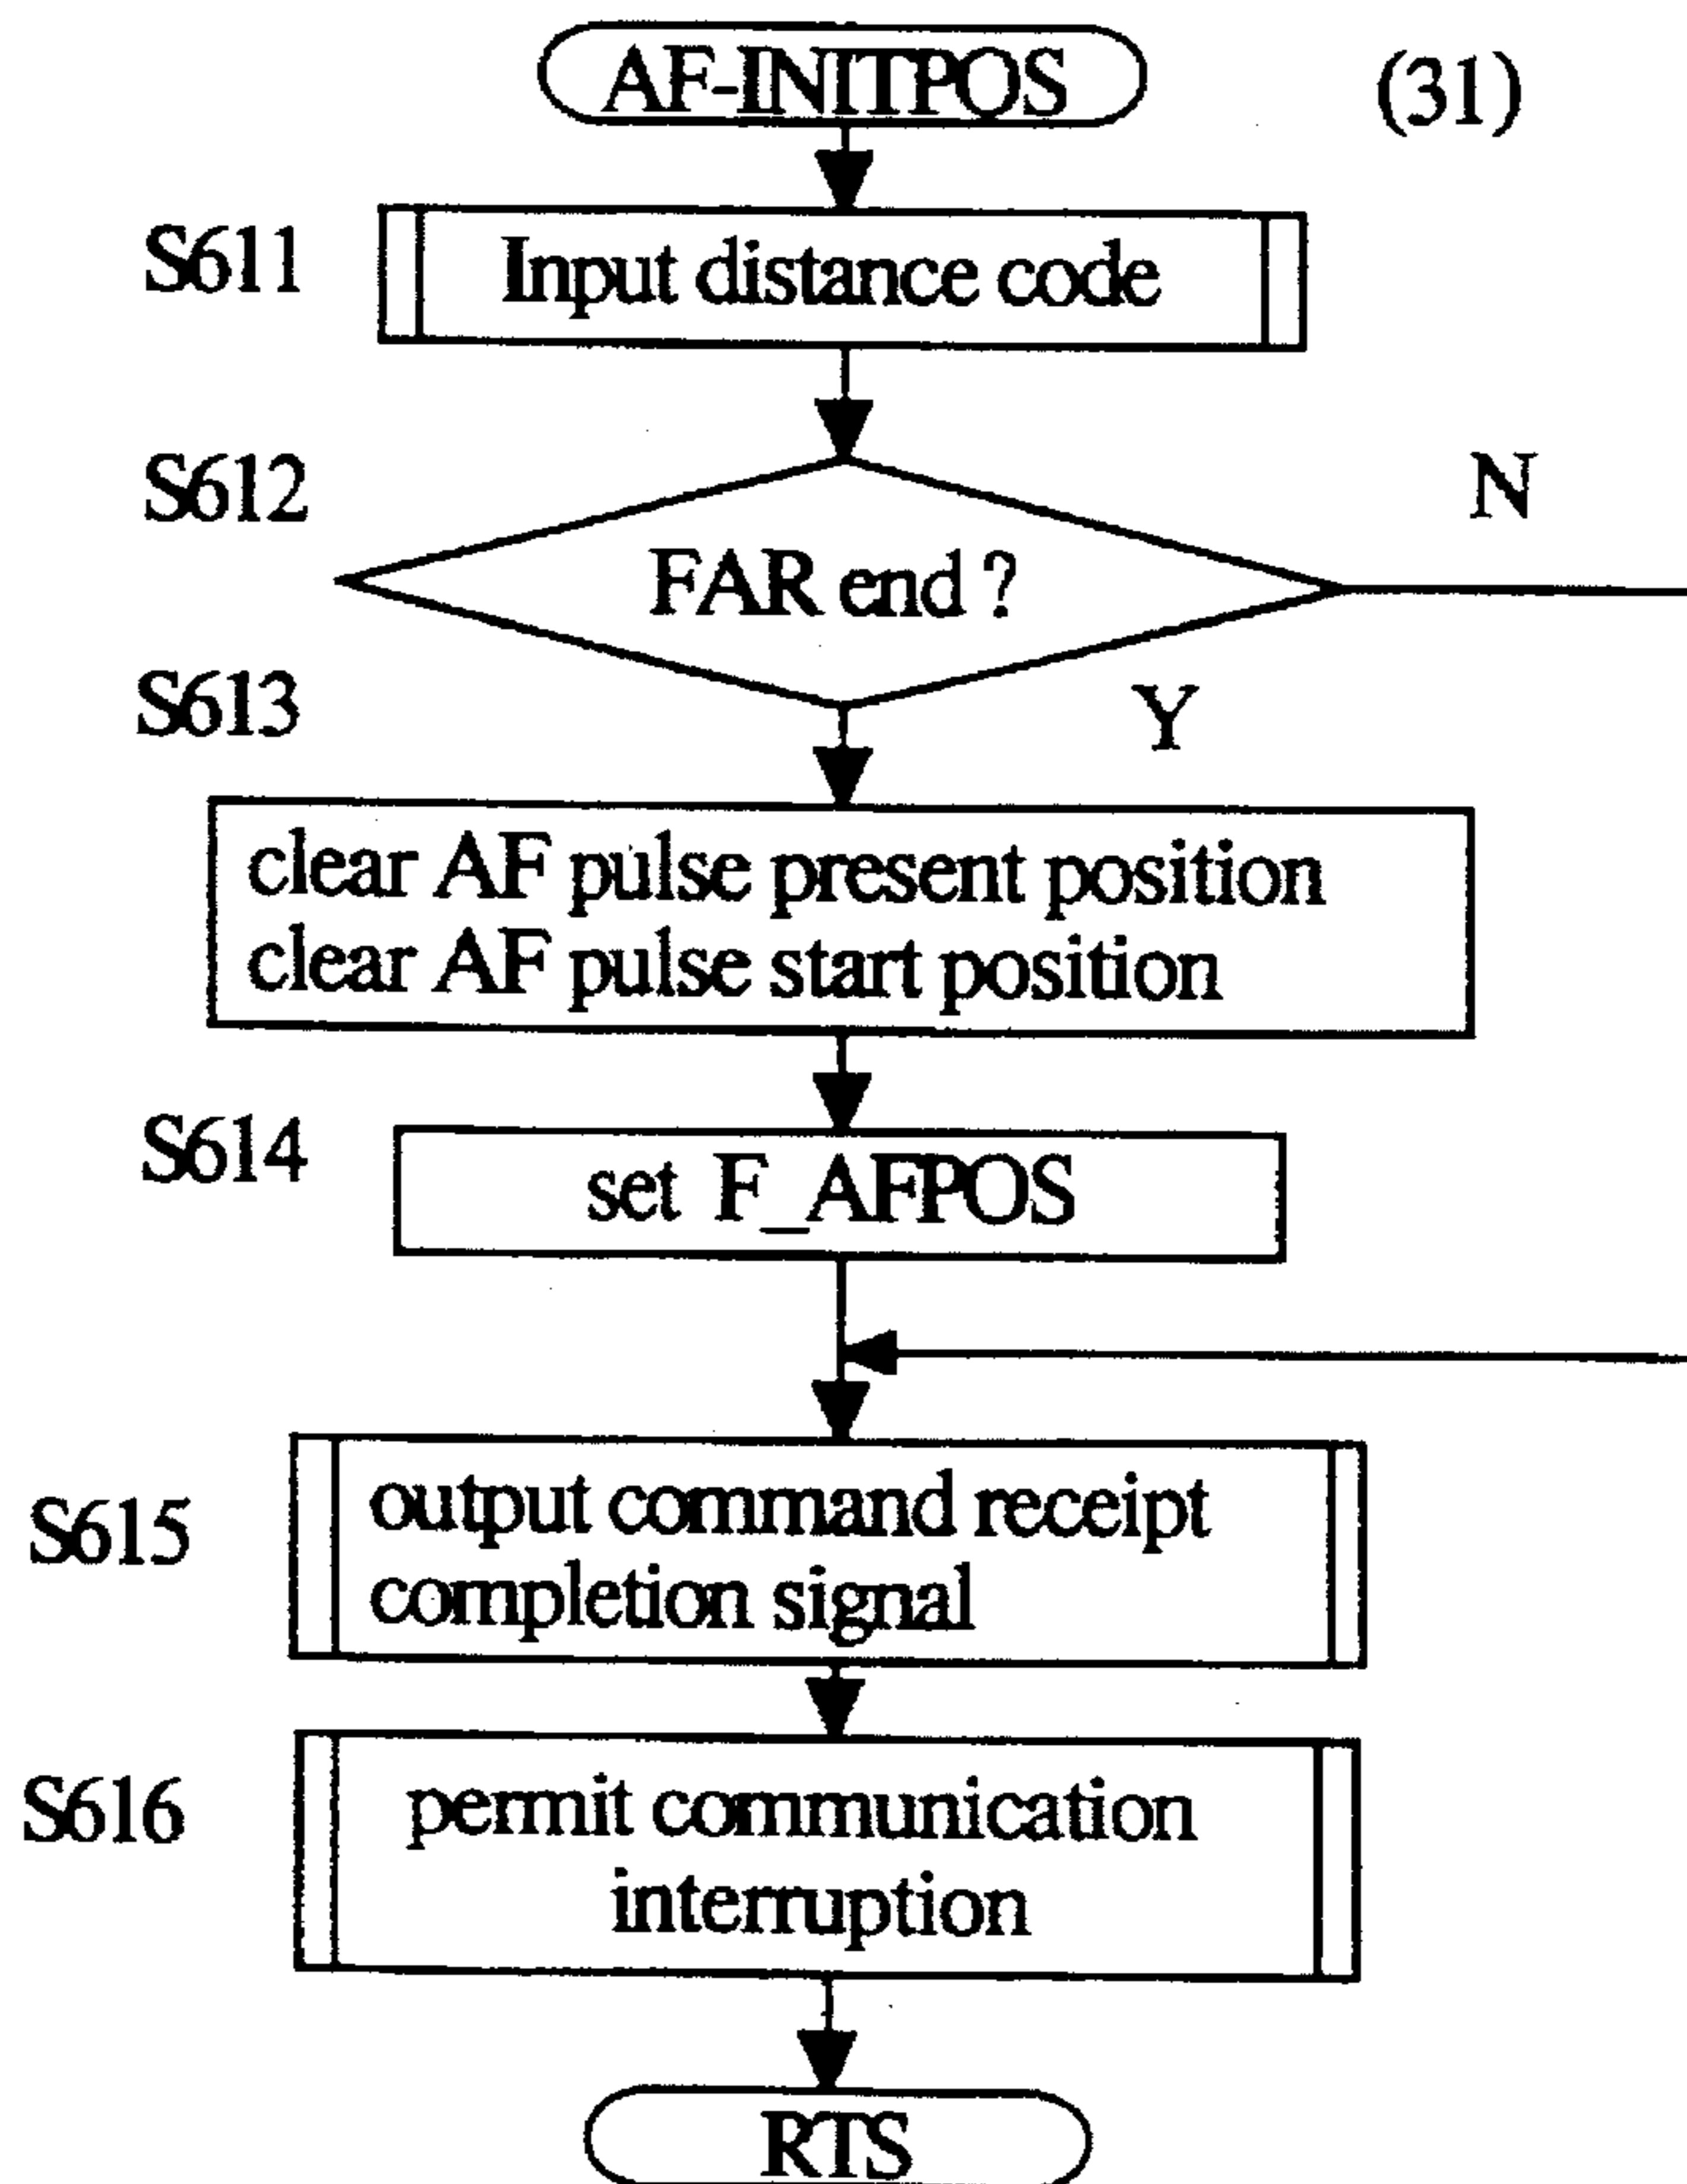 AF-INITPOS
(31)
S611
Input distance code
S612
FAR end ?
N
S613
Y
clear AF pulse present position
clear AF pulse start position
S614
set F_AFPOS
S615
output command receipt
completion signal
S616
permit communication
interruption
RTS